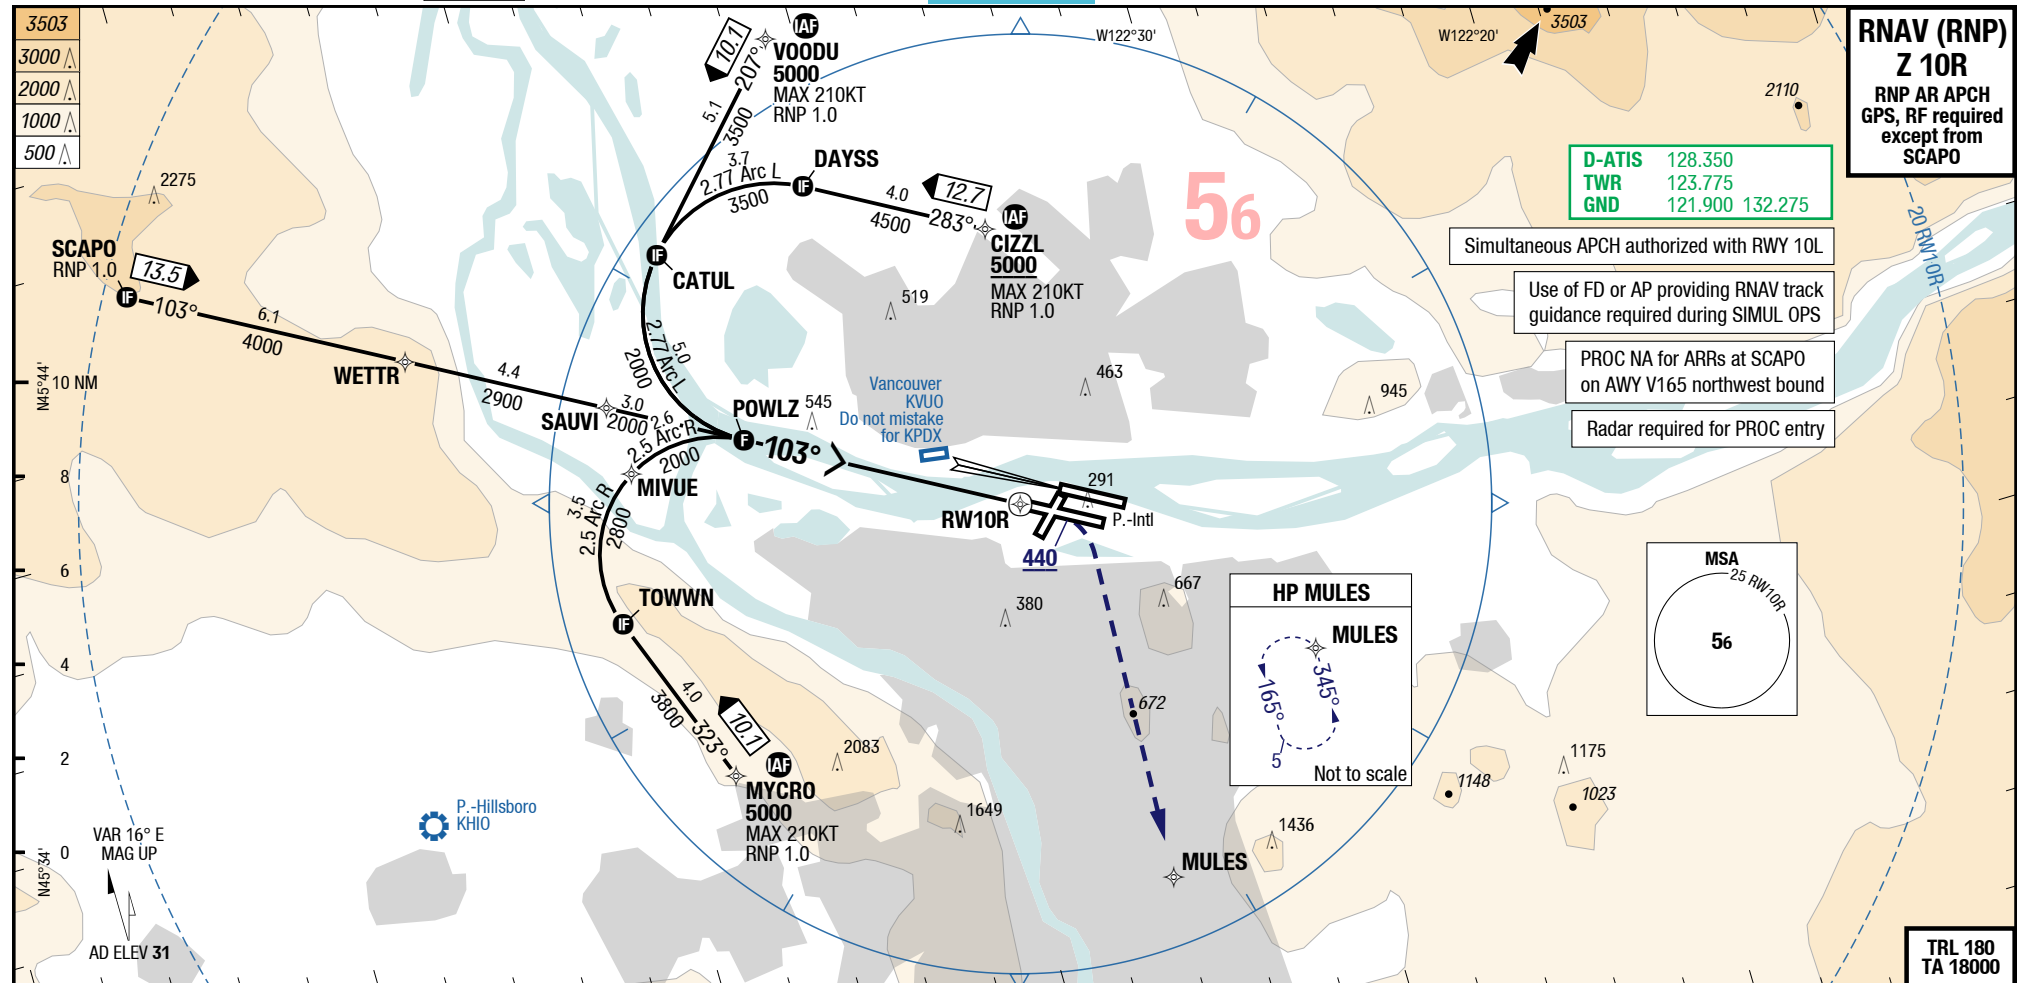 3503
3000
2000
1000
500
RNAV (RNP)
Z 10R
RNP AR APCH
GPS, RF required
except from
SCAPO
D-ATIS 128.350
TWR 123.775
GND 121.900 132.275
Simultaneous APCH authorized with RWY 10L
Use of FD or AP providing RNAV track
guidance required during SIMUL OPS
PROC NA for ARRs at SCAPO
on AWY V165 northwest bound
Radar required for PROC entry
W122°30'
W122°20'
3503
2110
20 RW10R
56
IAF
VOODU
5000
MAX 210KT
RNP 1.0
10.1
207°
5.1
3500
DAYSS
IF
3.7
2.77 Arc L
3500
4.0
4500
12.7
283°
IAF
CIZZL
5000
MAX 210KT
RNP 1.0
2275
SCAPO
RNP 1.0
13.5
IF
103°
6.1
4000
WETTR
4.4
2900
SAUVI
3.0
2000
IF
CATUL
5.0
2.77 Arc L
2000
2.6
2.5 Arc R
2000
POWLZ
F
103°
MIVUE
3.5
2.5 Arc R
2800
519
463
545
945
Vancouver
KVUO
Do not mistake
for KPDX
291
RW10R
P.-Intl
440
380
667
672
TOWWN
IF
4.0
3800
323°
10.1
IAF
MYCRO
5000
MAX 210KT
RNP 1.0
2083
1649
1436
1148
1175
1023
MULES
HP MULES
MULES
345°
165°
5
Not to scale
MSA
25 RW10R
56
N45°44'
10 NM
8
6
4
2
0
N45°34'
P.-Hillsboro
KHIO
VAR 16° E
MAG UP
AD ELEV 31
TRL 180
TA 18000